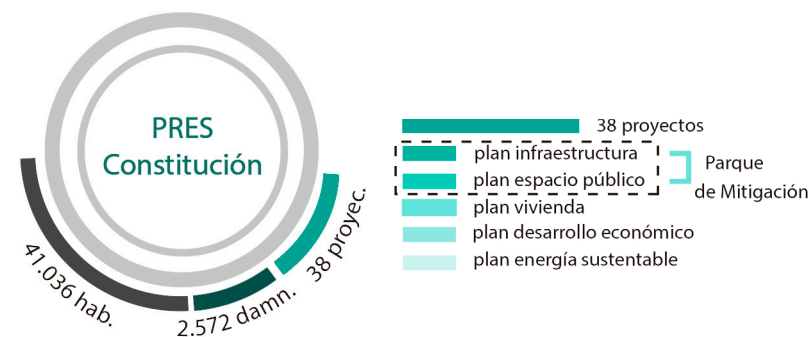 PRES
Constitución
41.036 hab.
2.572 damn.
38 proyec.
38 proyectos
plan infraestructura
plan espacio público
Parque
de Mitigación
plan vivienda
plan desarrollo económico
plan energía sustentable